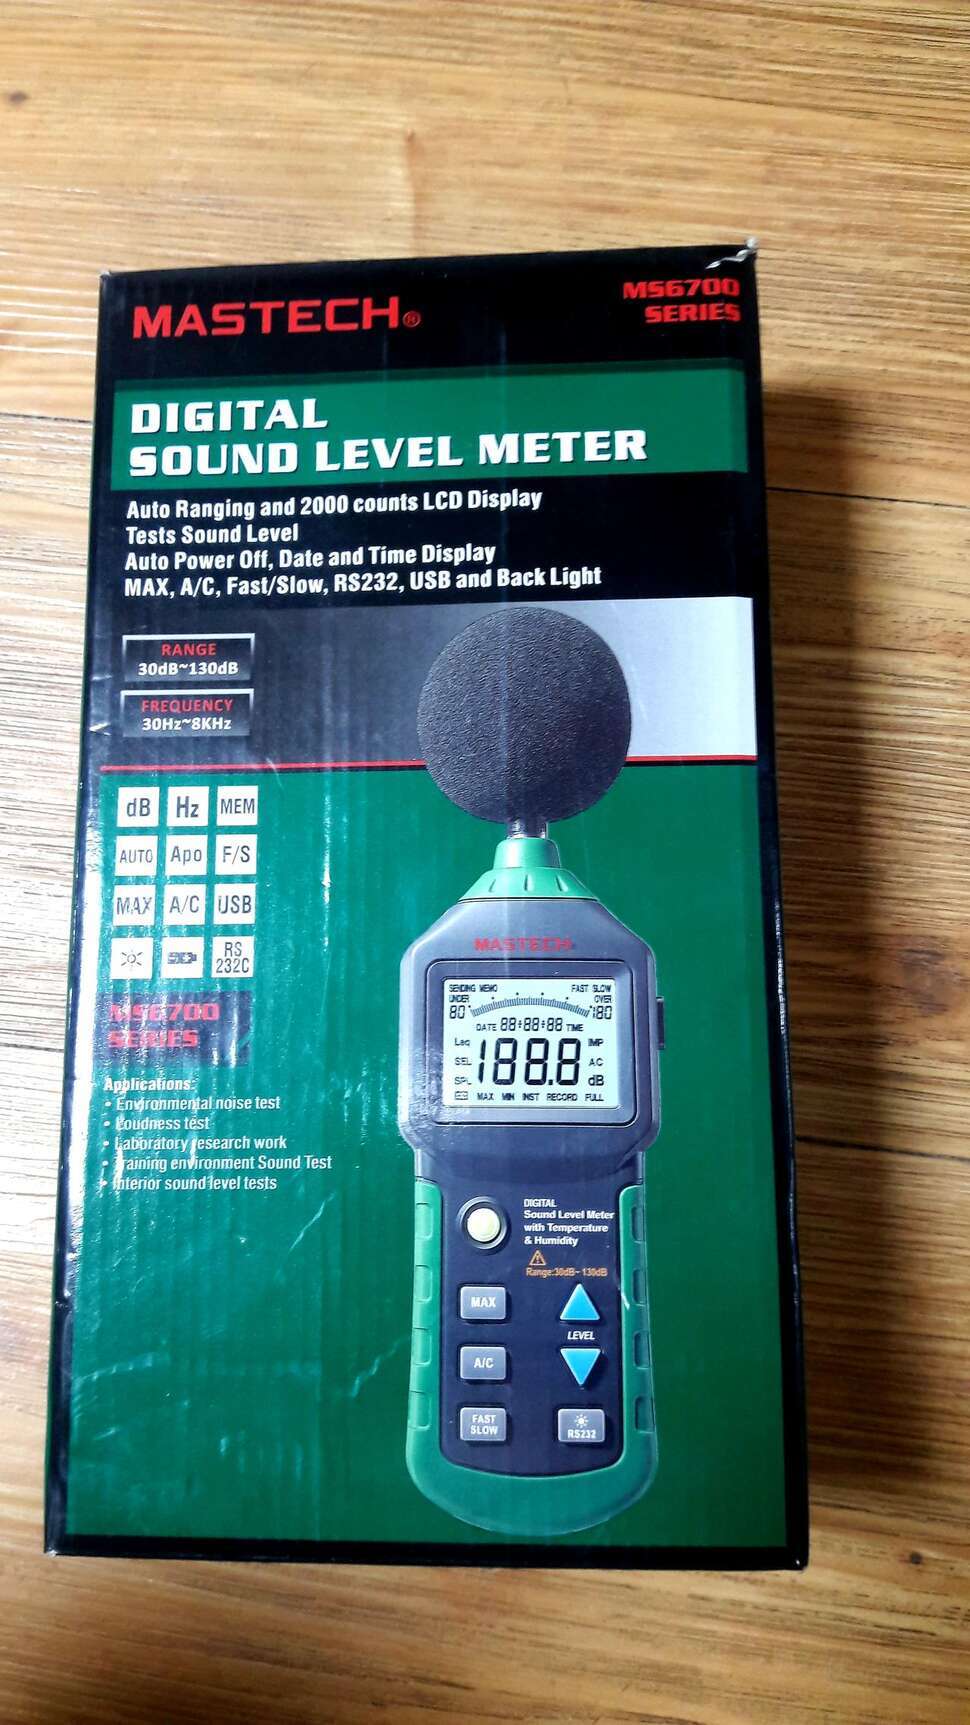 MASTECH®
MS6700
SERIES
DIGITAL
SOUND LEVEL METER
Auto Ranging and 2000 counts LCD Display
Tests Sound Level
Auto Power Off, Date and Time Display
MAX, A/C, Fast/Slow, RS232, USB and Back Light
RANGE
30dB~130dB
FREQUENCY
30Hz~8KHz
dB Hz MEM
AUTO Apo F/S
MAX A/C USB
RS
232C
MS6700
SERIES
Applications:
• Environmental noise test
• Loudness test
• Laboratory research work
• Training environment Sound Test
• Interior sound level tests
MASTECH
SENDING MEMO FAST SLOW
UNDER OVER
80 180
DATE 88:88:88 TIME
Leq IMP
SEL 188.8 AC
SPL dB
MAX MIN INST RECORD FULL
DIGITAL
Sound Level Meter
with Temperature
& Humidity
Range:30dB~130dB
MAX
LEVEL
A/C
FAST
SLOW
RS232